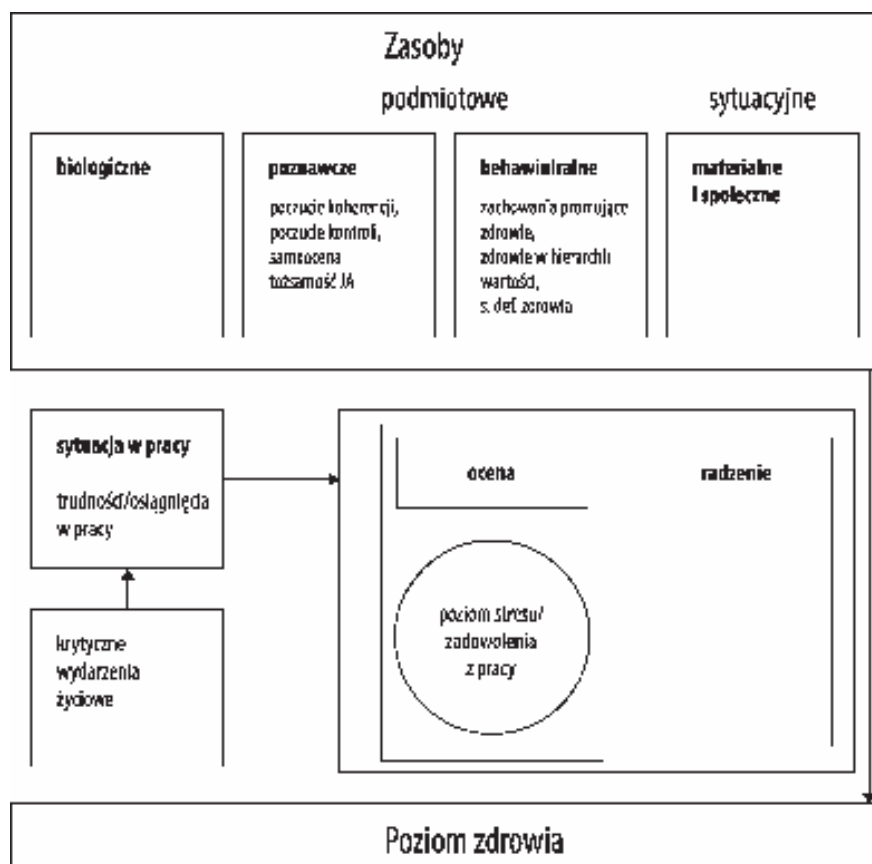 Zasoby
podmiotowe
sytuacyjne
biologiczne
poznawcze
poczucie koherencji,
poczucie kontroli,
samoocena
tożsamość JA
behawioralne
zachowania promujące
zdrowie,
zdrowie w hierarchii
wartości,
s. def. zdrowia
materialne
i społeczne
sytuacja w pracy
trudności/osiągnięcia
w pracy
krytyczne
wydarzenia
życiowe
ocena
radzenie
poziom stresu/
zadowolenia
z pracy
Poziom zdrowia